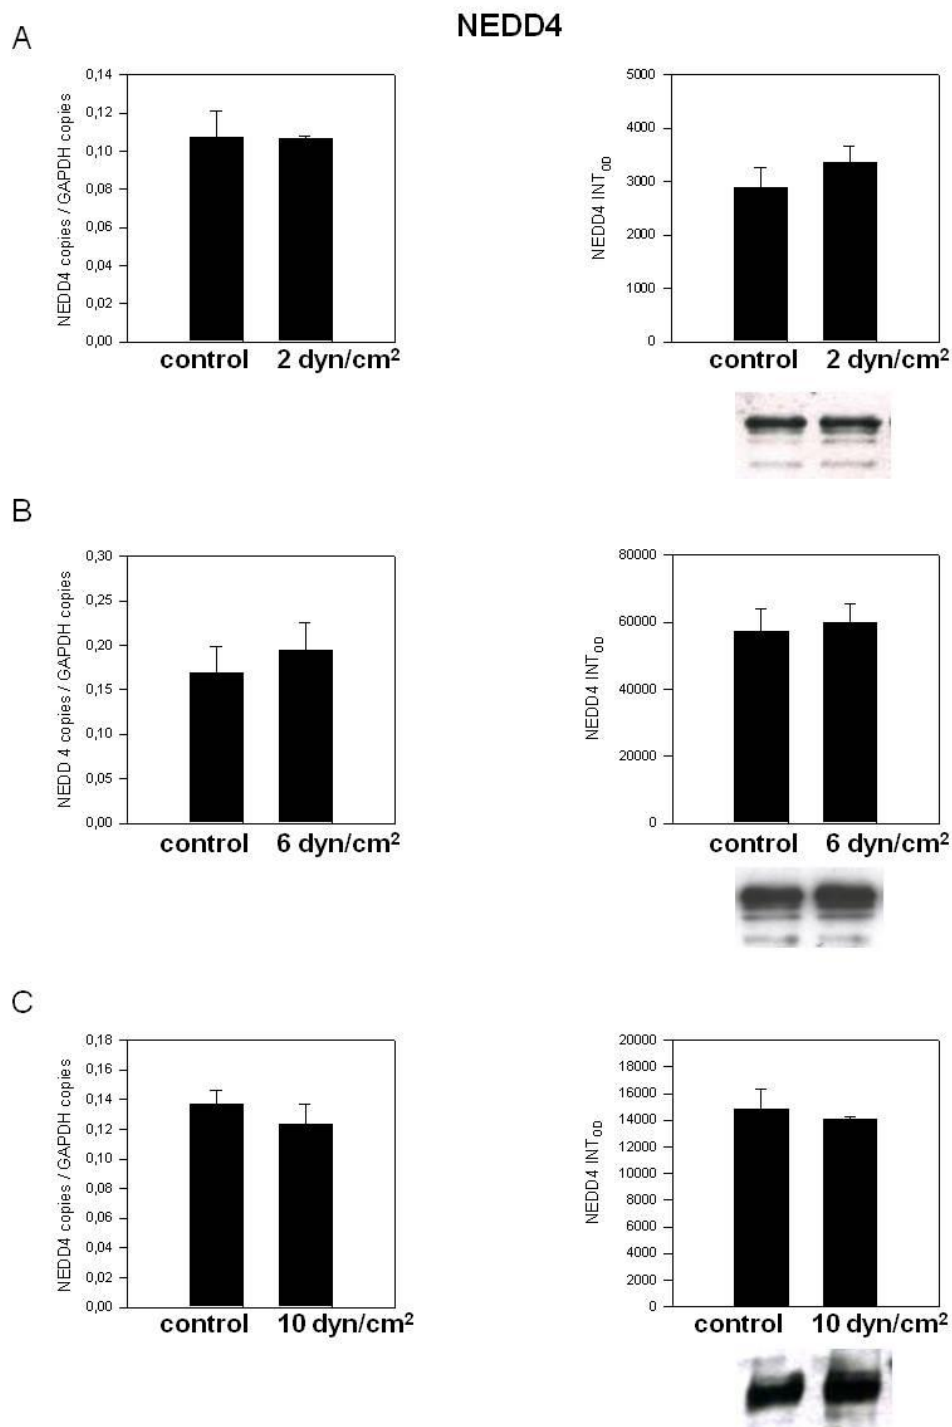 NEDD4
A
NEDD4 copies / GAPDH copies
0,14
0,12
0,10
0,08
0,06
0,04
0,02
0,00
control 2 dyn/cm²
NEDD4 INT_OD
5000
4000
3000
2000
1000
0
control 2 dyn/cm²
B
NEDD 4 copies / GAPDH copies
0,30
0,25
0,20
0,15
0,10
0,05
0,00
control 6 dyn/cm²
NEDD4 INT_OD
80000
60000
40000
20000
0
control 6 dyn/cm²
C
NEDD4 copies / GAPDH copies
0,18
0,16
0,14
0,12
0,10
0,08
0,06
0,04
0,02
0,00
control 10 dyn/cm²
NEDD4 INT_OD
20000
18000
16000
14000
12000
10000
8000
6000
4000
2000
0
control 10 dyn/cm²